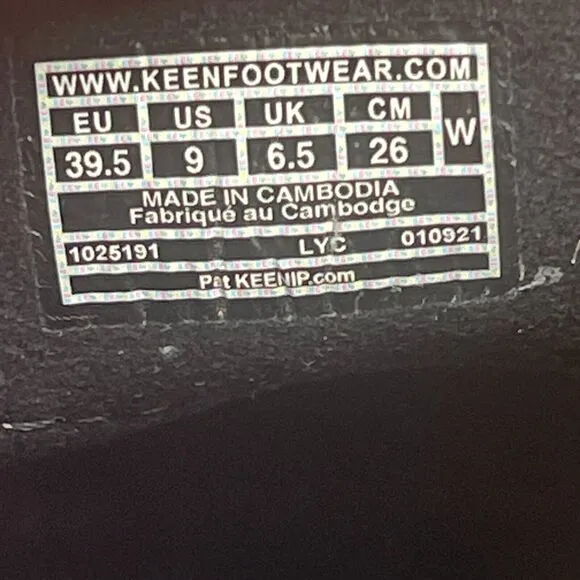 WWW.KEENFOOTWEAR.COM
EU US UK CM W
39.5 9 6.5 26
MADE IN CAMBODIA
Fabriqué au Cambodge
1025191 LYC 010921
Pat KEENIP.com